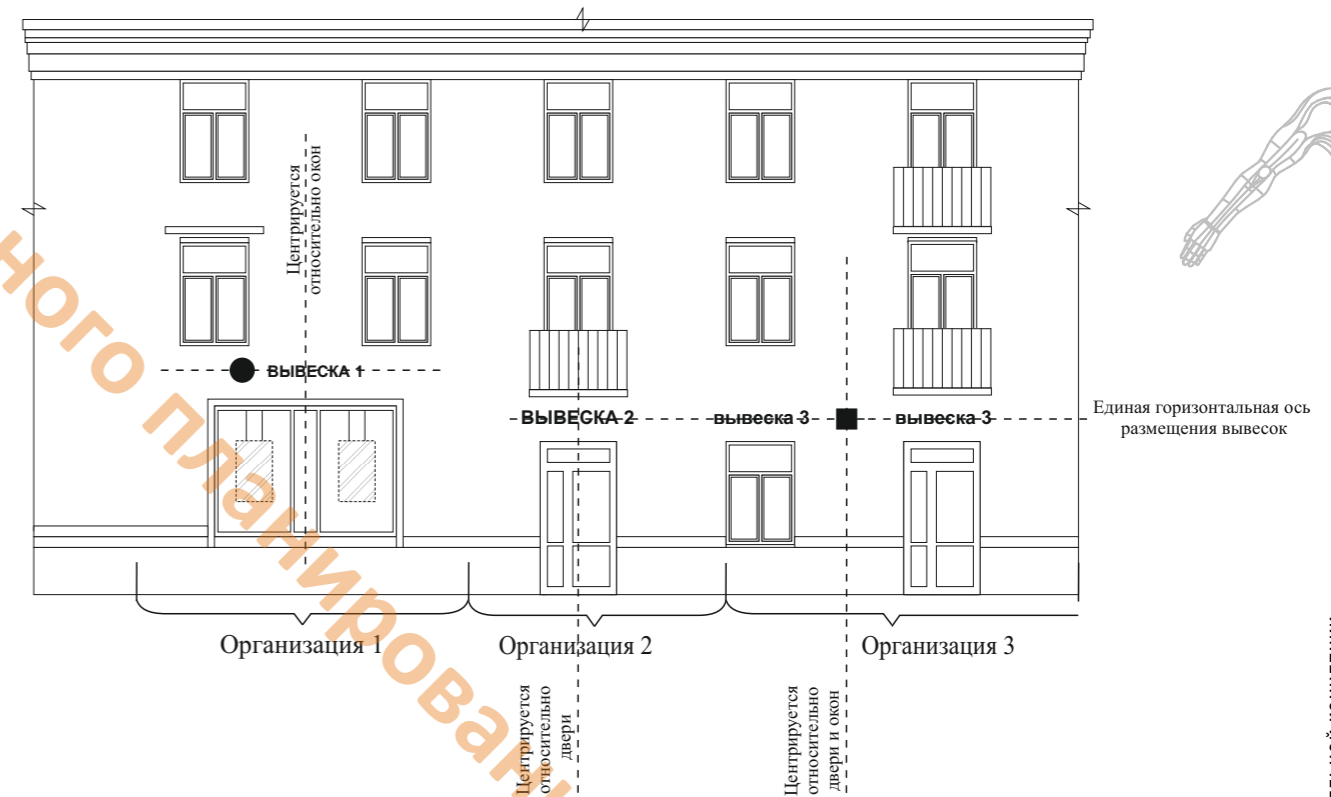 Центрируется
относительно окон
ВЫВЕСКА 1
ВЫВЕСКА 2
вывеска 3
вывеска 3
Единая горизонтальная ось
размещения вывесок
Организация 1
Организация 2
Организация 3
Центрируется
относительно
двери
Центрируется
относительно
двери и окон
ного планирован